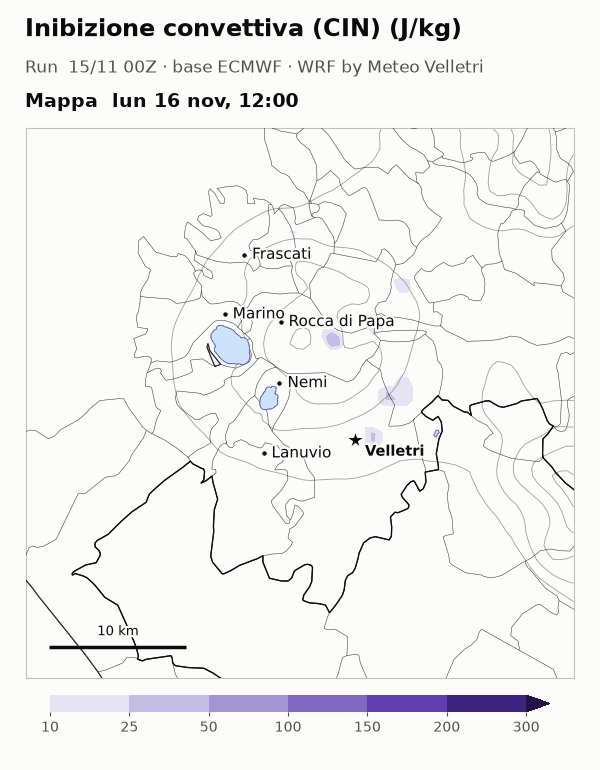 Inibizione convettiva (CIN) (J/kg)
Run  15/11 00Z · base ECMWF · WRF by Meteo Velletri
Mappa  lun 16 nov, 12:00
Frascati
Marino
Rocca di Papa
Nemi
Velletri
Lanuvio
10 km
10 25 50 100 150 200 300